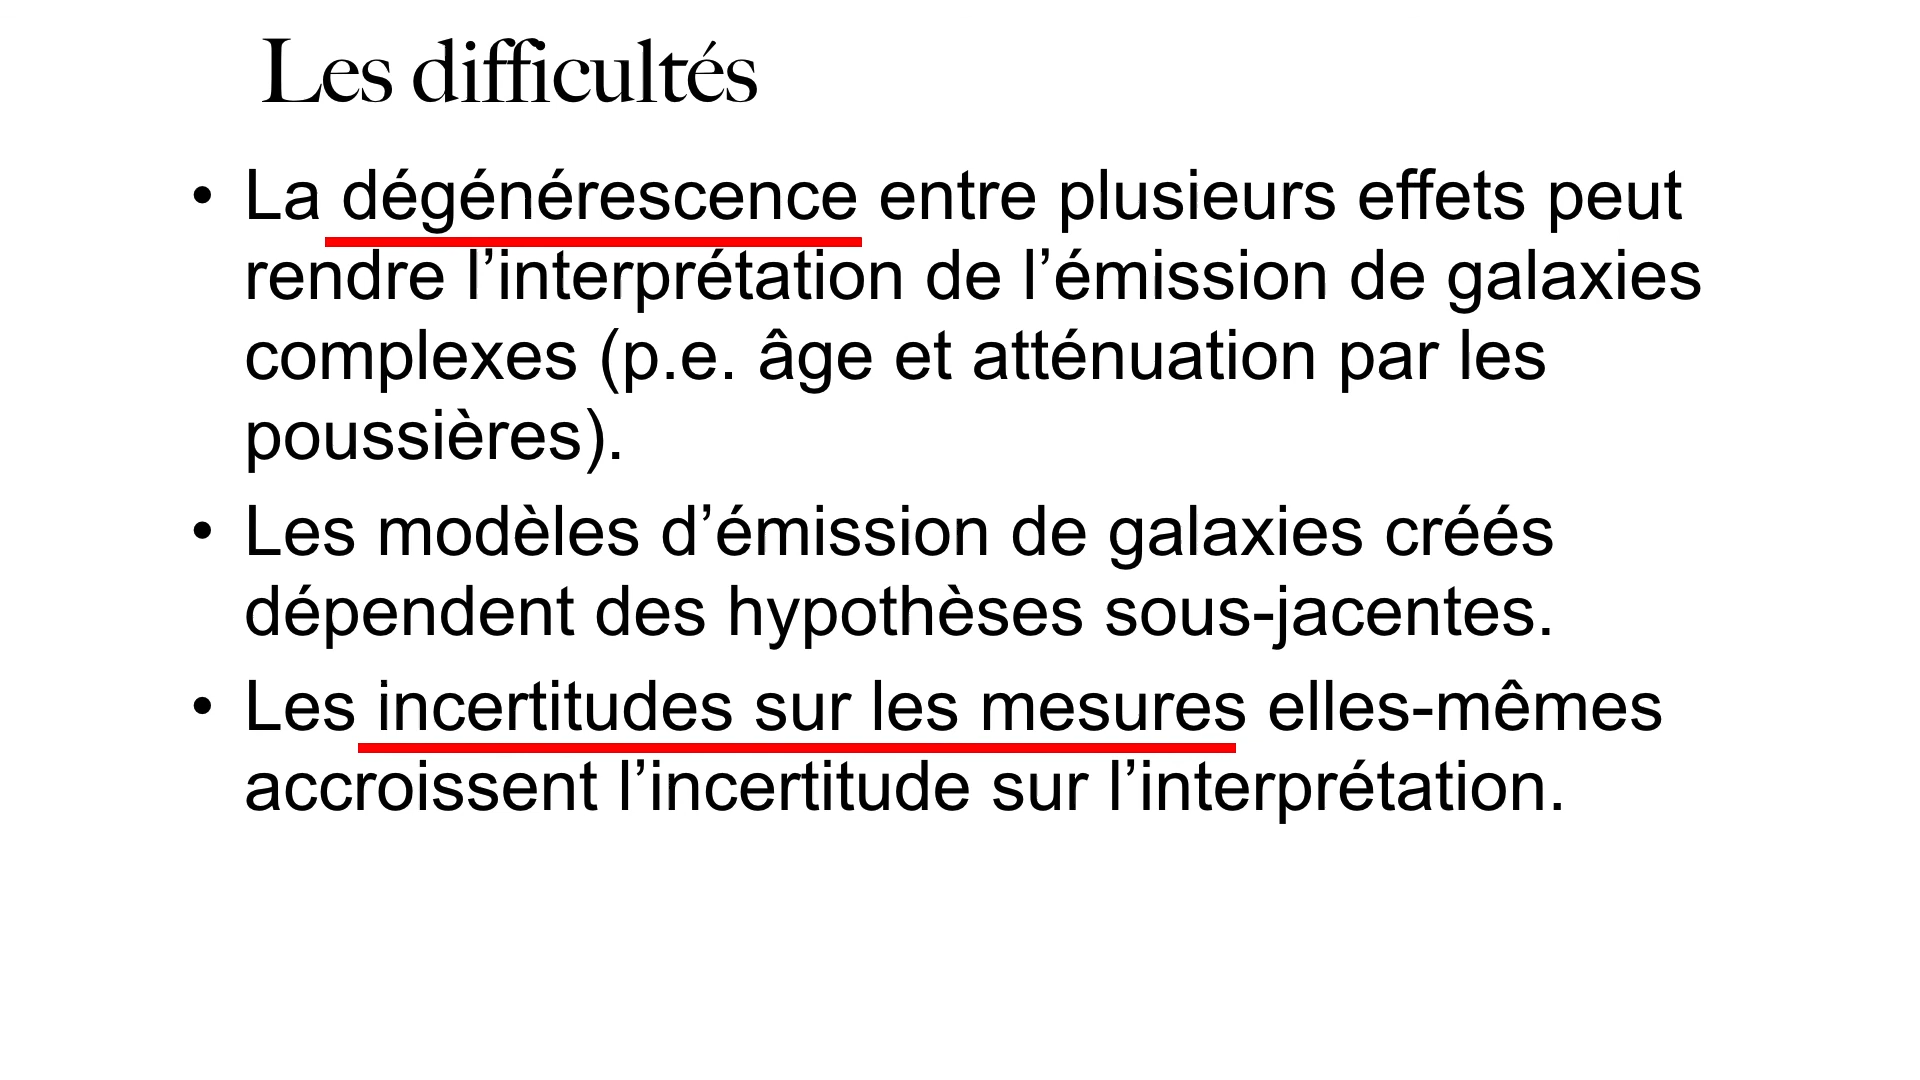 Les difficultés
• La dégénérescence entre plusieurs effets peut
rendre l’interprétation de l’émission de galaxies
complexes (p.e. âge et atténuation par les
poussières).
• Les modèles d’émission de galaxies créés
dépendent des hypothèses sous-jacentes.
• Les incertitudes sur les mesures elles-mêmes
accroissent l’incertitude sur l’interprétation.